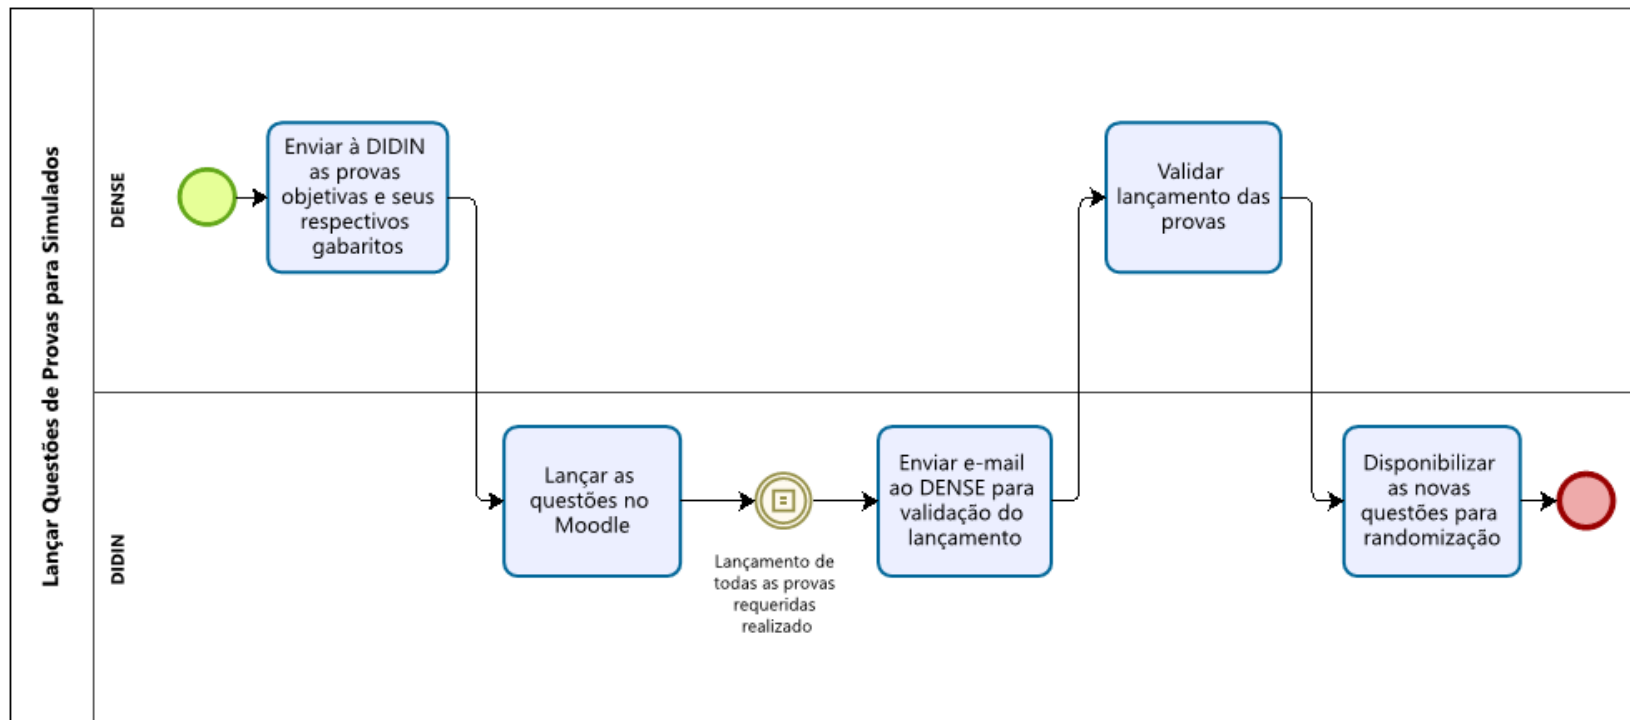 Lançar Questões de Provas para Simulados
DENSE
Enviar à DIDIN
as provas
objetivas e seus
respectivos
gabaritos
Validar
lançamento das
provas
DIDIN
Lançar as
questões no
Moodle
Lançamento de
todas as provas
requeridas
realizado
Enviar e-mail
ao DENSE para
validação do
lançamento
Disponibilizar
as novas
questões para
randomização